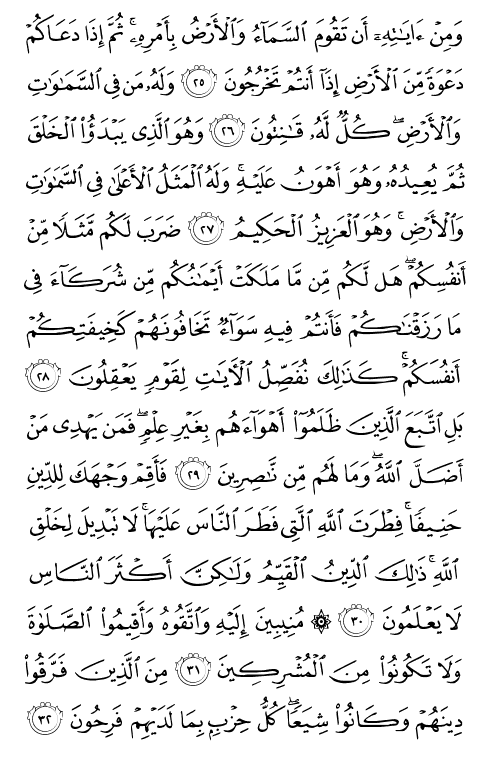 وَمِنْ ءَايَٰتِهِۦٓ أَن تَقُومَ ٱلسَّمَآءُ وَٱلْأَرْضُ بِأَمْرِهِۦ ۚ ثُمَّ إِذَا دَعَاكُمْ
دَعْوَةً مِّنَ ٱلْأَرْضِ إِذَآ أَنتُمْ تَخْرُجُونَ ٢٥ وَلَهُۥ مَن فِى ٱلسَّمَٰوَٰتِ
وَٱلْأَرْضِ ۖ كُلٌّ لَّهُۥ قَٰنِتُونَ ٢٦ وَهُوَ ٱلَّذِى يَبْدَؤُا۟ ٱلْخَلْقَ
ثُمَّ يُعِيدُهُۥ وَهُوَ أَهْوَنُ عَلَيْهِ ۚ وَلَهُ ٱلْمَثَلُ ٱلْأَعْلَىٰ فِى ٱلسَّمَٰوَٰتِ
وَٱلْأَرْضِ ۚ وَهُوَ ٱلْعَزِيزُ ٱلْحَكِيمُ ٢٧ ضَرَبَ لَكُم مَّثَلًا مِّنْ
أَنفُسِكُمْ ۖ هَل لَّكُم مِّن مَّا مَلَكَتْ أَيْمَٰنُكُم مِّن شُرَكَآءَ فِى
مَا رَزَقْنَٰكُمْ فَأَنتُمْ فِيهِ سَوَآءٌ تَخَافُونَهُمْ كَخِيفَتِكُمْ
أَنفُسَكُمْ ۚ كَذَٰلِكَ نُفَصِّلُ ٱلْءَايَٰتِ لِقَوْمٍ يَعْقِلُونَ ٢٨
بَلِ ٱتَّبَعَ ٱلَّذِينَ ظَلَمُوٓا۟ أَهْوَآءَهُم بِغَيْرِ عِلْمٍ ۖ فَمَن يَهْدِى مَنْ
أَضَلَّ ٱللَّهُ ۖ وَمَا لَهُم مِّن نَّٰصِرِينَ ٢٩ فَأَقِمْ وَجْهَكَ لِلدِّينِ
حَنِيفًا ۚ فِطْرَتَ ٱللَّهِ ٱلَّتِى فَطَرَ ٱلنَّاسَ عَلَيْهَا ۚ لَا تَبْدِيلَ لِخَلْقِ
ٱللَّهِ ۚ ذَٰلِكَ ٱلدِّينُ ٱلْقَيِّمُ وَلَٰكِنَّ أَكْثَرَ ٱلنَّاسِ
لَا يَعْلَمُونَ ٣٠ ۞ مُنِيبِينَ إِلَيْهِ وَٱتَّقُوهُ وَأَقِيمُوا۟ ٱلصَّلَوٰةَ
وَلَا تَكُونُوا۟ مِنَ ٱلْمُشْرِكِينَ ٣١ مِنَ ٱلَّذِينَ فَرَّقُوا۟
دِينَهُمْ وَكَانُوا۟ شِيَعًا ۖ كُلُّ حِزْبٍۭ بِمَا لَدَيْهِمْ فَرِحُونَ ٣٢